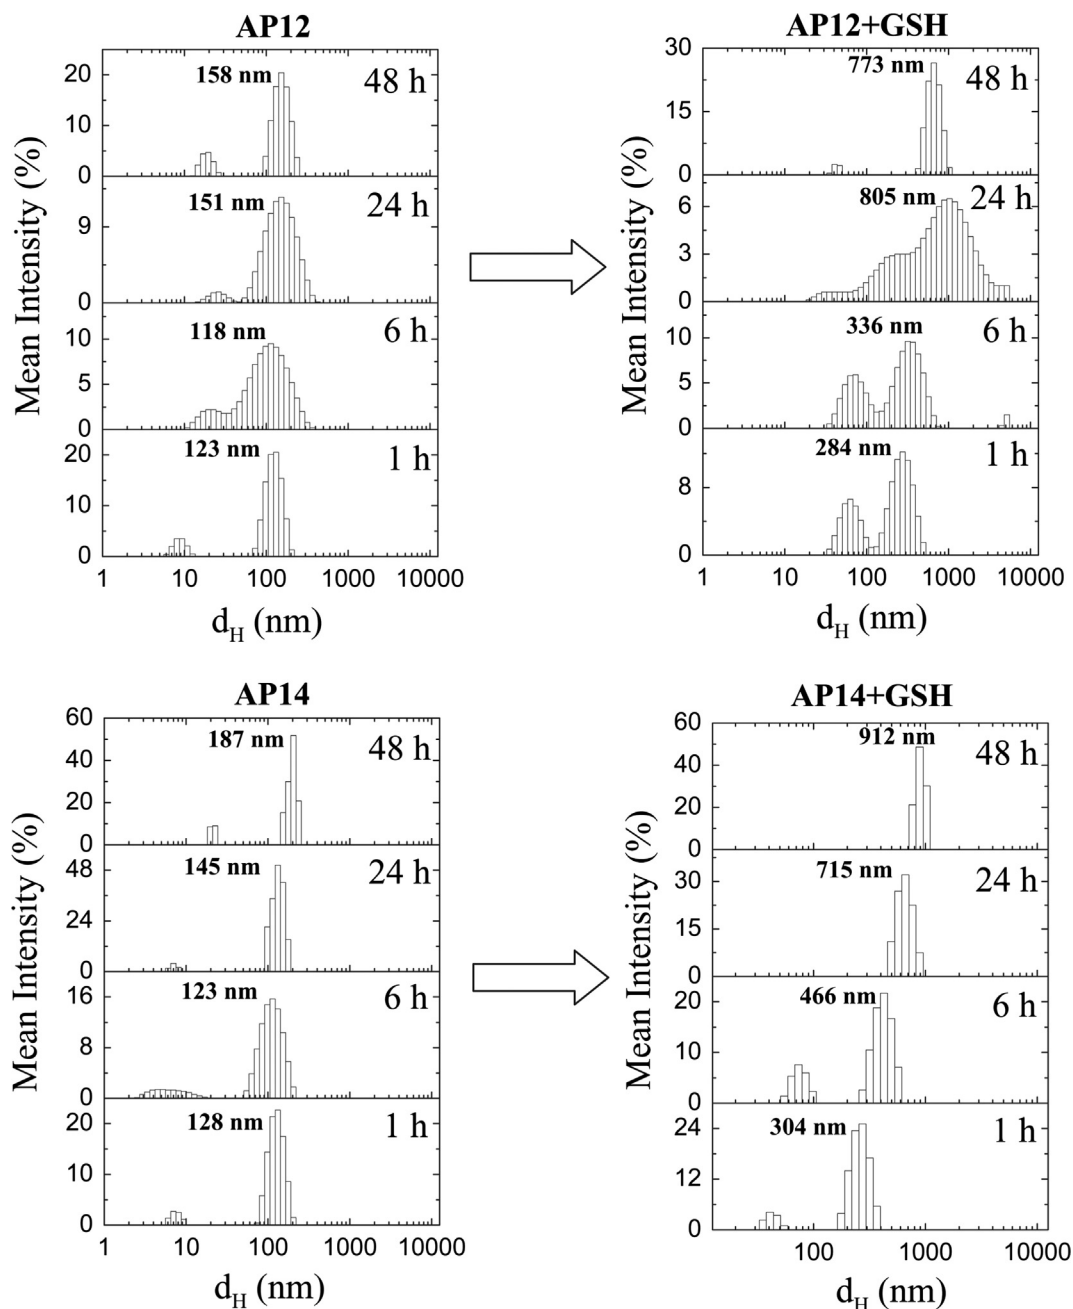 AP12
Mean Intensity (%)
20
10
0
158 nm
48 h
9
0
151 nm
24 h
10
5
0
118 nm
6 h
20
10
0
123 nm
1 h
1 10 100 1000 10000
d_H (nm)
AP12+GSH
Mean Intensity (%)
30
15
0
773 nm
48 h
6
3
0
805 nm
24 h
10
5
0
336 nm
6 h
8
0
284 nm
1 h
1 10 100 1000 10000
d_H (nm)
AP14
Mean Intensity (%)
60
40
20
0
187 nm
48 h
48
24
0
145 nm
24 h
16
8
0
123 nm
6 h
20
10
0
128 nm
1 h
1 10 100 1000 10000
d_H (nm)
AP14+GSH
Mean Intensity (%)
60
40
20
0
912 nm
48 h
30
15
0
715 nm
24 h
20
10
0
466 nm
6 h
24
12
0
304 nm
1 h
100 1000 10000
d_H (nm)